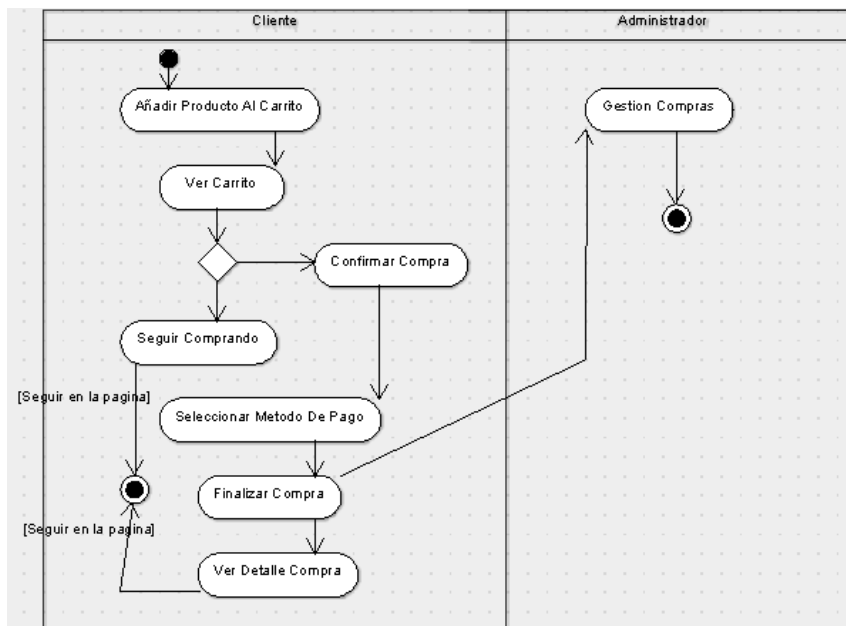 Cliente
Administrador
Añadir Producto Al Carrito
Gestion Compras
Ver Carrito
Confirmar Compra
Seguir Comprando
[Seguir en la pagina]
Seleccionar Metodo De Pago
Finalizar Compra
[Seguir en la pagina]
Ver Detalle Compra